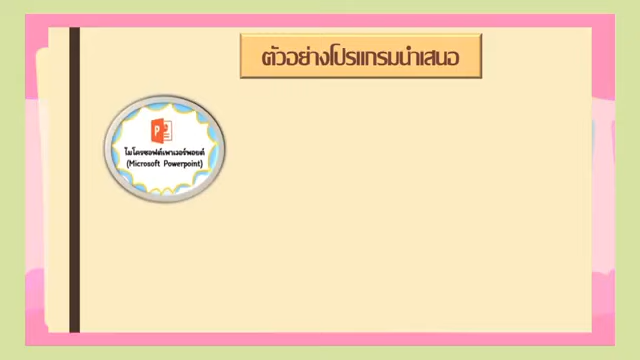 ตัวอย่างโปรแกรมนำเสนอ
P
ไมโครซอฟต์เพาเวอร์พอยต์
(Microsoft Powerpoint)